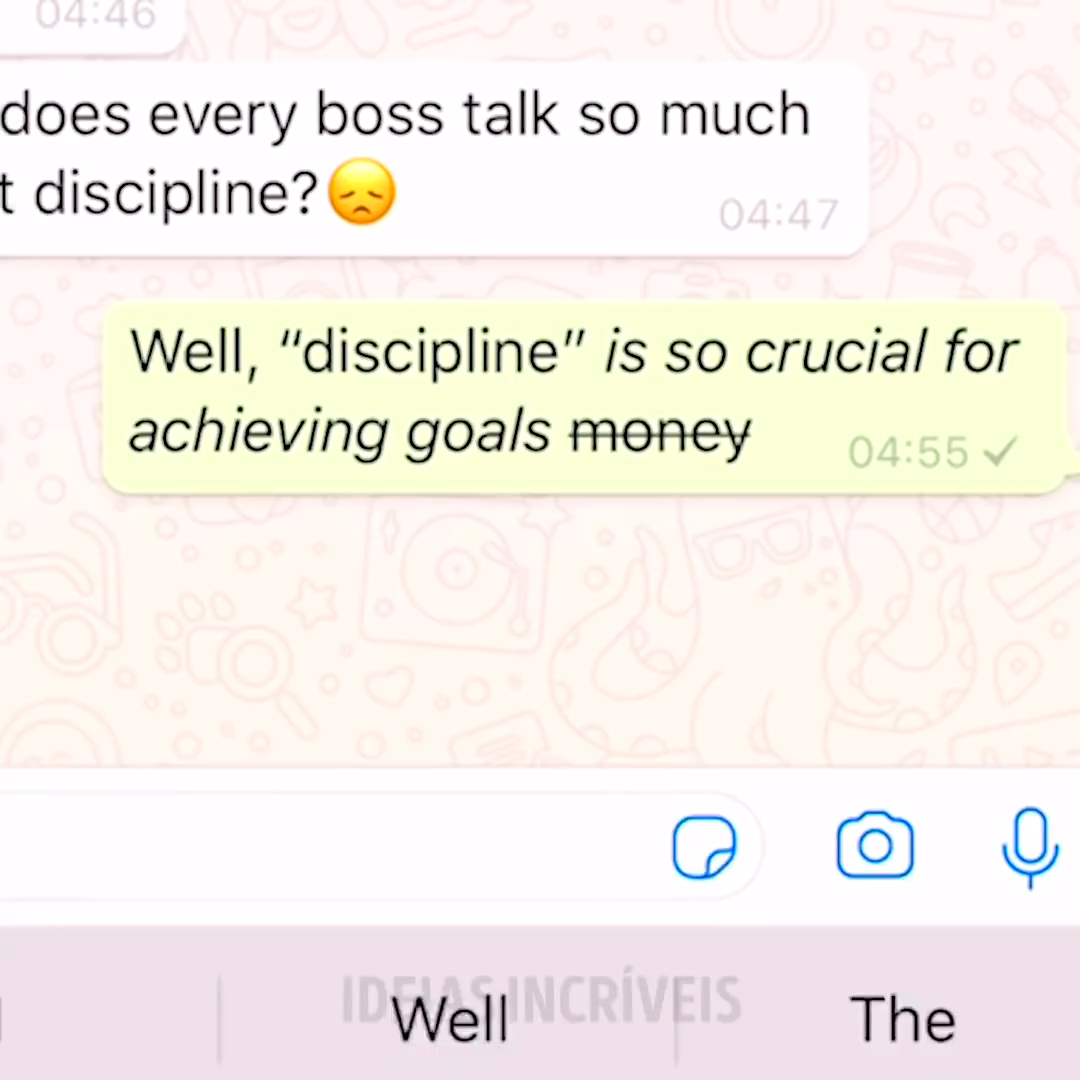 04:46
does every boss talk so much
t discipline?😞
04:47
Well, “discipline” is so crucial for
achieving goals money
04:55
IDEIAS INCRÍVEIS
Well
The